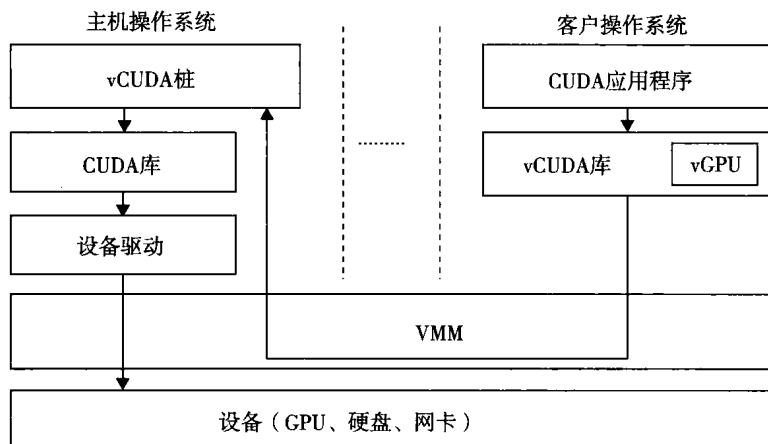 主机操作系统
客户操作系统
vCUDA桩
CUDA应用程序
CUDA库
vCUDA库
vGPU
设备驱动
VMM
设备（GPU、硬盘、网卡）